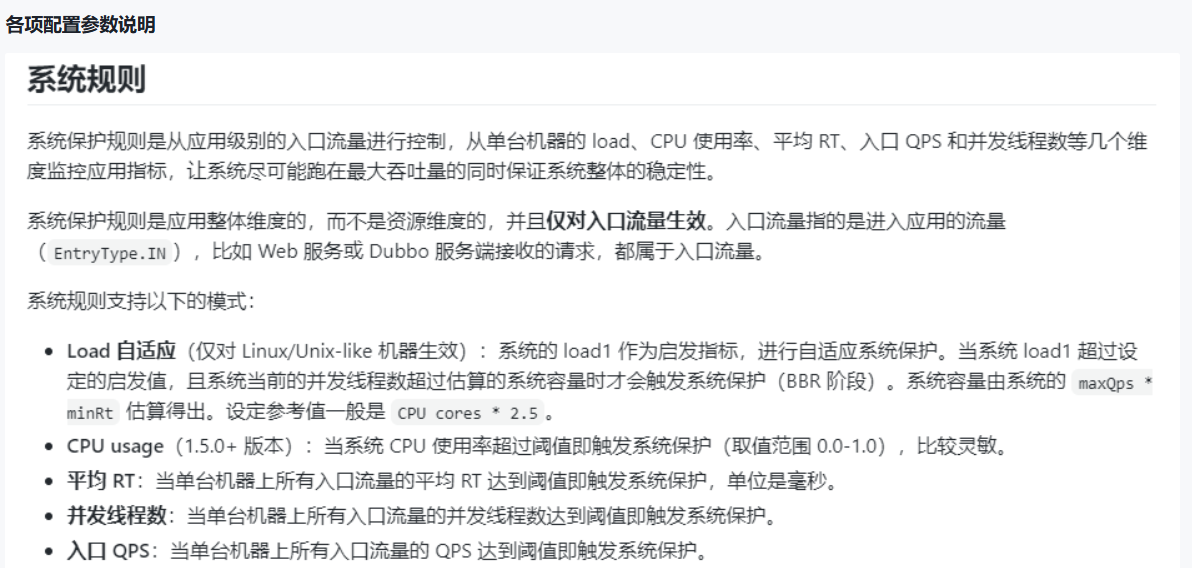 各项配置参数说明
系统规则
系统保护规则是从应用级别的入口流量进行控制，从单台机器的 load、CPU 使用率、平均 RT、入口 QPS 和并发线程数等几个维
度监控应用指标，让系统尽可能跑在最大吞吐量的同时保证系统整体的稳定性。
系统保护规则是应用整体维度的，而不是资源维度的，并且仅对入口流量生效。入口流量指的是进入应用的流量
（EntryType.IN），比如 Web 服务或 Dubbo 服务端接收的请求，都属于入口流量。
系统规则支持以下的模式：
• Load 自适应（仅对 Linux/Unix-like 机器生效）：系统的 load1 作为启发指标，进行自适应系统保护。当系统 load1 超过设
定的启发值，且系统当前的并发线程数超过估算的系统容量时才会触发系统保护（BBR 阶段）。系统容量由系统的 maxQps *
minRt 估算得出。设定参考值一般是 CPU cores * 2.5。
• CPU usage（1.5.0+ 版本）：当系统 CPU 使用率超过阈值即触发系统保护（取值范围 0.0-1.0），比较灵敏。
• 平均 RT：当单台机器上所有入口流量的平均 RT 达到阈值即触发系统保护，单位是毫秒。
• 并发线程数：当单台机器上所有入口流量的并发线程数达到阈值即触发系统保护。
• 入口 QPS：当单台机器上所有入口流量的 QPS 达到阈值即触发系统保护。